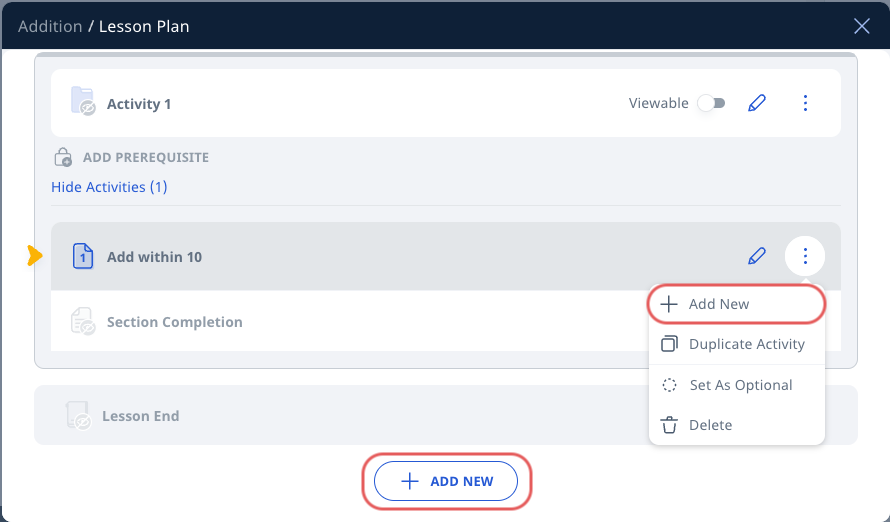 Addition / Lesson Plan
Activity 1
Viewable
ADD PREREQUISITE
Hide Activities (1)
1
Add within 10
Section Completion
Add New
Duplicate Activity
Set As Optional
Delete
Lesson End
ADD NEW